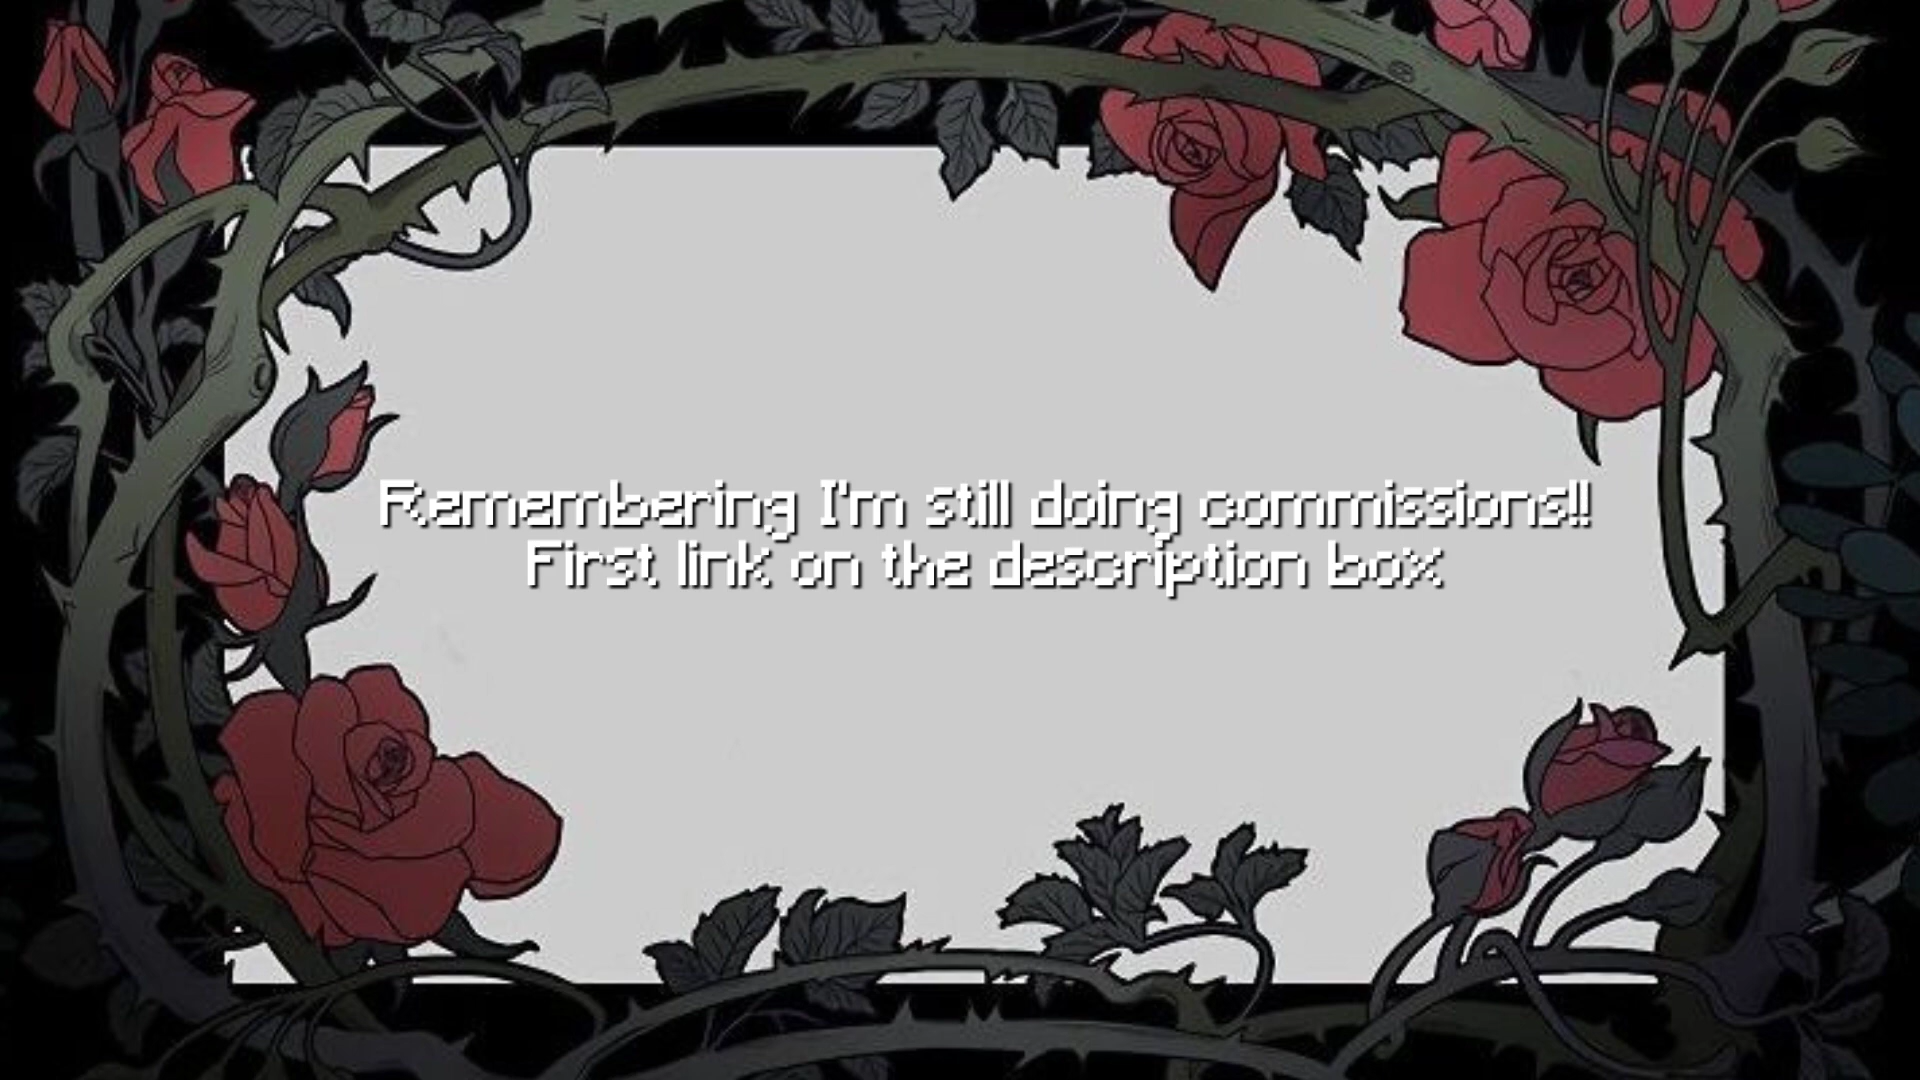 Remembering I'm still doing commissions!!
First link on the description box